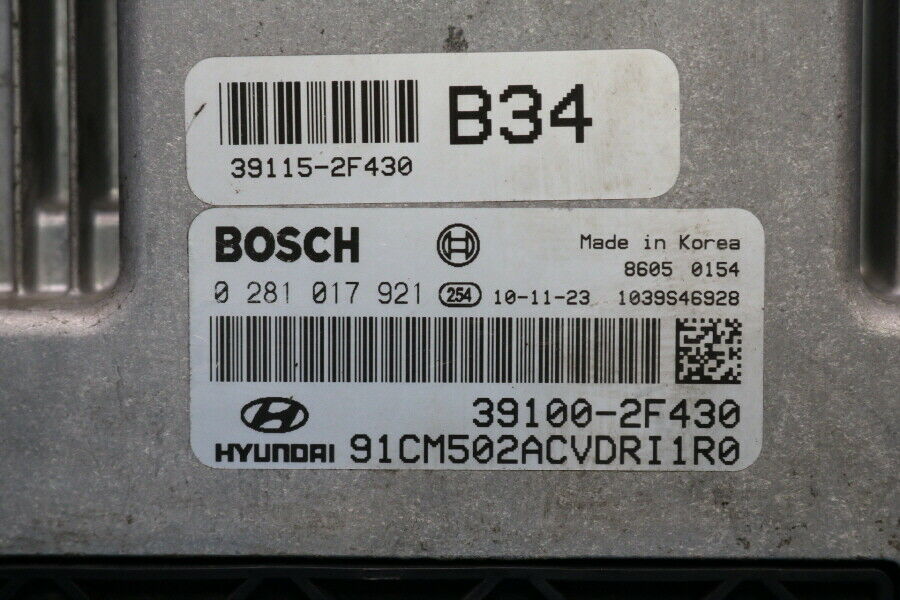 B34
39115-2F430
BOSCH
Made in Korea
8605 0154
0 281 017 921 254 10-11-23 1039S46928
39100-2F430
HYUNDAI 91CM502ACVDRI1R0